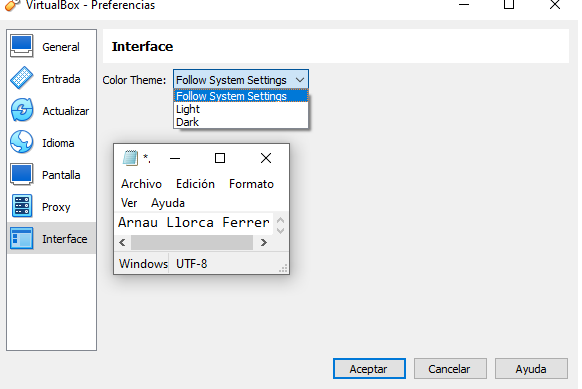 VirtualBox - Preferencias
General
Entrada
Actualizar
Idioma
Pantalla
Proxy
Interface
Interface
Color Theme: Follow System Settings
Follow System Settings
Light
Dark
*.
Archivo Edición Formato
Ver Ayuda
Arnau Llorca Ferrer
Windows UTF-8
Aceptar Cancelar Ayuda